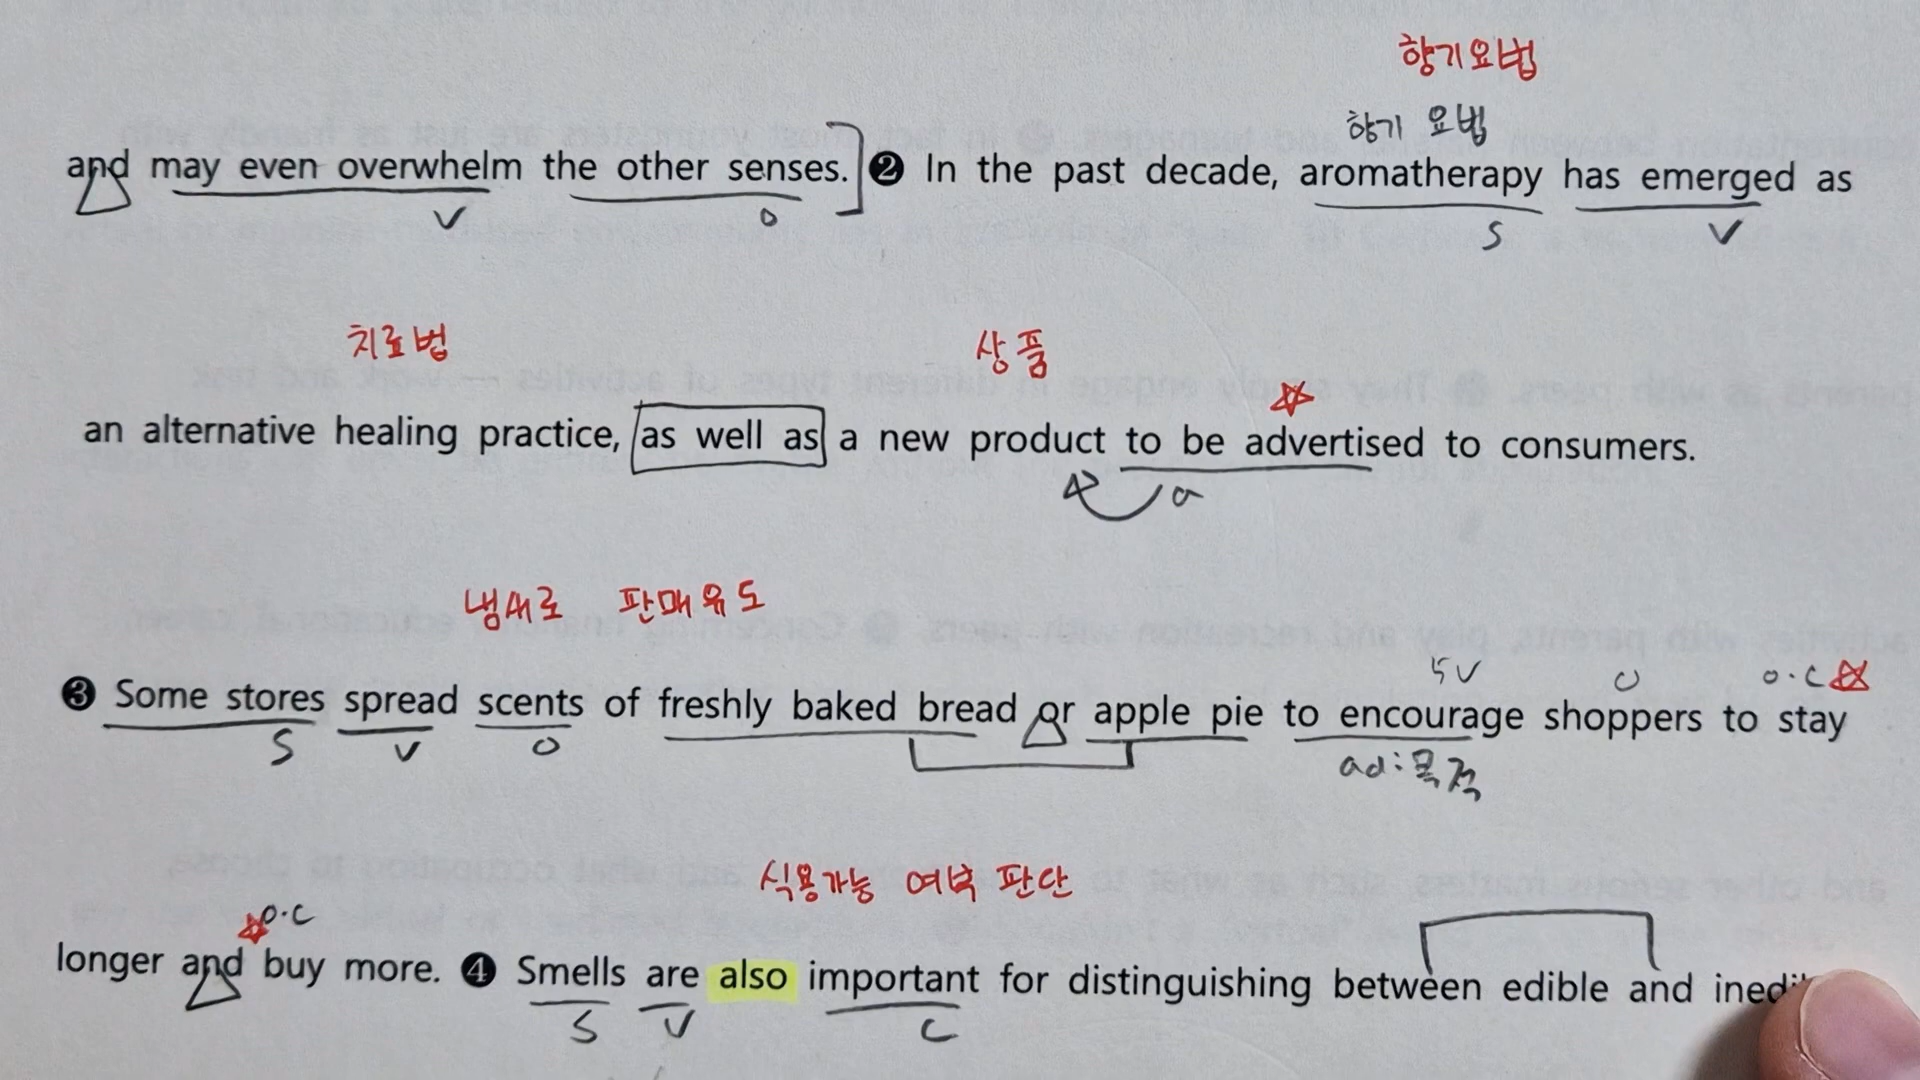 향기요법
향기 요법
and may even overwhelm the other senses.] ❷ In the past decade, aromatherapy has emerged as
V O S V
치료법 상품
an alternative healing practice, as well as a new product to be advertised to consumers.
a
냄새로 판매유도
5V O O·C
❸ Some stores spread scents of freshly baked bread or apple pie to encourage shoppers to stay
S V O ad:목적
식용가능 여부 판단
O·C
longer and buy more. ❹ Smells are also important for distinguishing between edible and
S V C